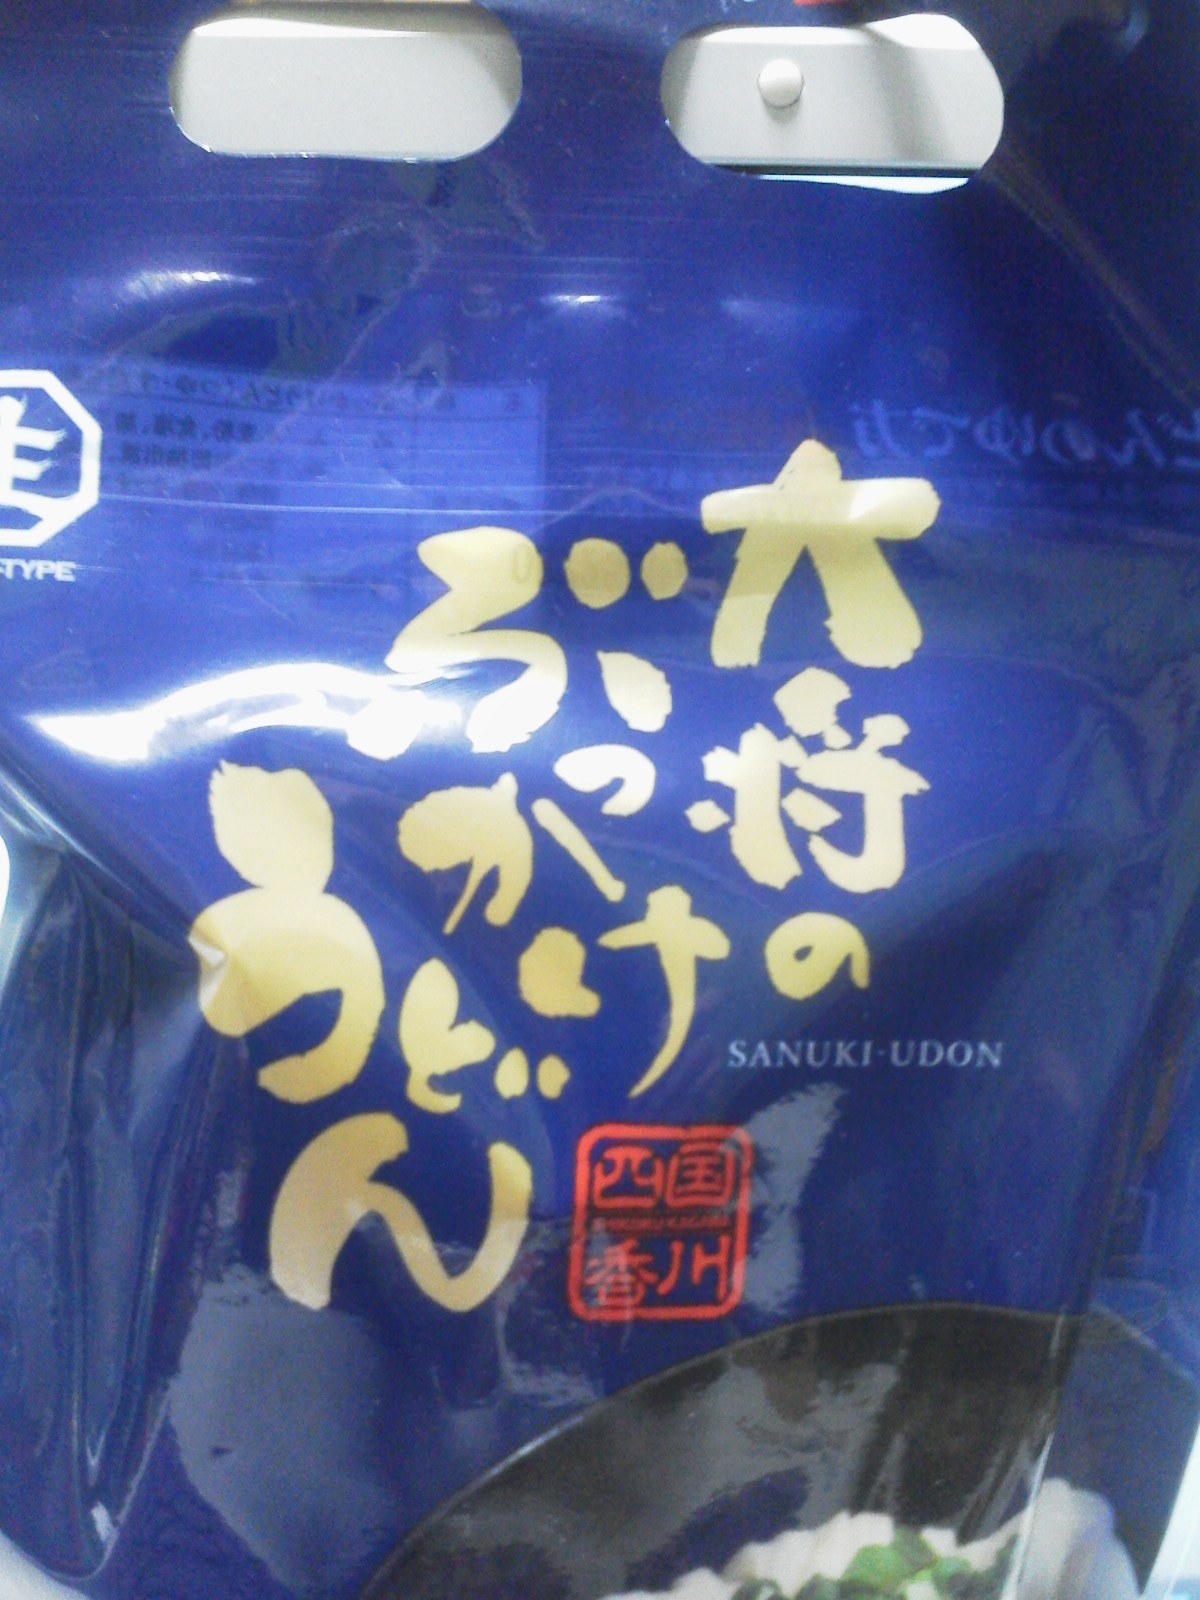 大将の
ぶっかけ
うどん
SANUKI-UDON
四国
香川
生
-TYPE